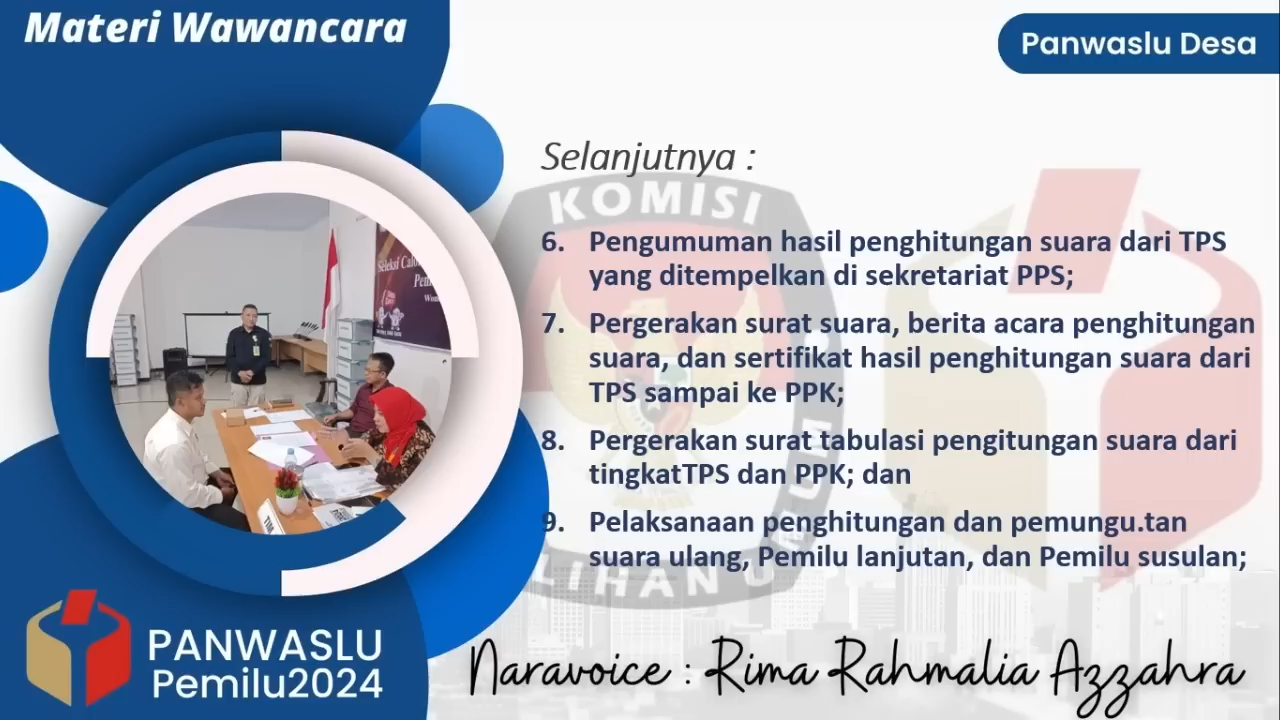 Materi Wawancara
Panwaslu Desa
Selanjutnya :
KOMISI
6. Pengumuman hasil penghitungan suara dari TPS
yang ditempelkan di sekretariat PPS;
7. Pergerakan surat suara, berita acara penghitungan
suara, dan sertifikat hasil penghitungan suara dari
TPS sampai ke PPK;
8. Pergerakan surat tabulasi pengitungan suara dari
tingkatTPS dan PPK; dan
9. Pelaksanaan penghitungan dan pemungu.tan
suara ulang, Pemilu lanjutan, dan Pemilu susulan;
PANWASLU
Pemilu2024
Naravoice : Rima Rahmalia Azzahra